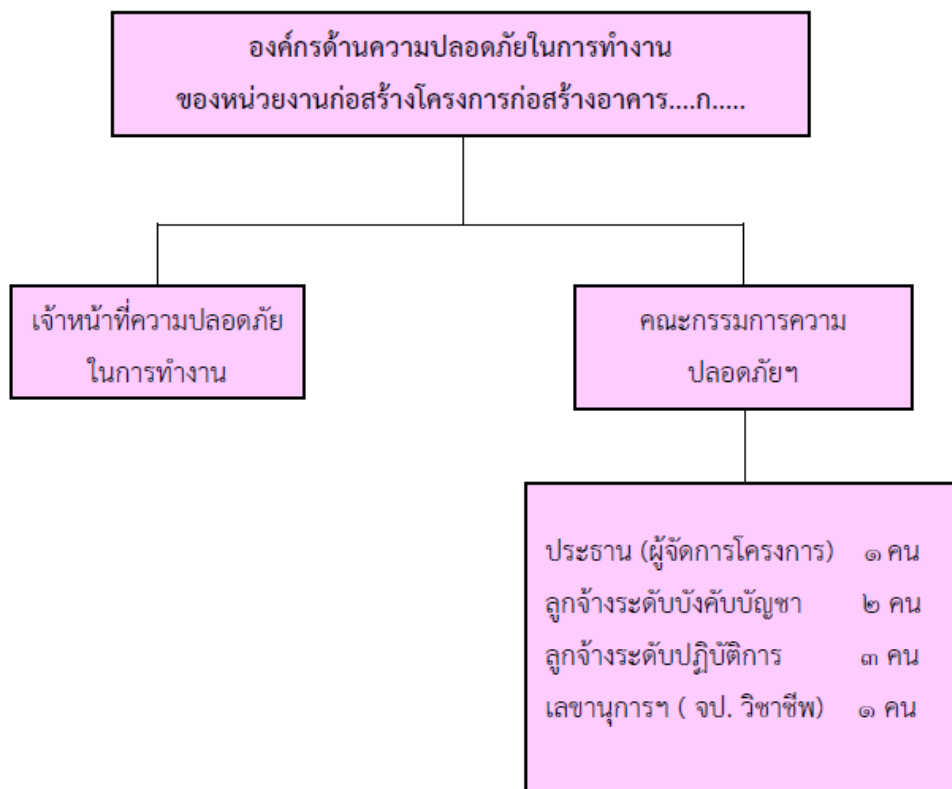 องค์กรด้านความปลอดภัยในการทำงาน
ของหน่วยงานก่อสร้างโครงการก่อสร้างอาคาร....ก.....
เจ้าหน้าที่ความปลอดภัย
ในการทำงาน
คณะกรรมการความ
ปลอดภัยฯ
ประธาน (ผู้จัดการโครงการ) ๑ คน
ลูกจ้างระดับบังคับบัญชา ๒ คน
ลูกจ้างระดับปฏิบัติการ ๓ คน
เลขานุการฯ ( จป. วิชาชีพ) ๑ คน